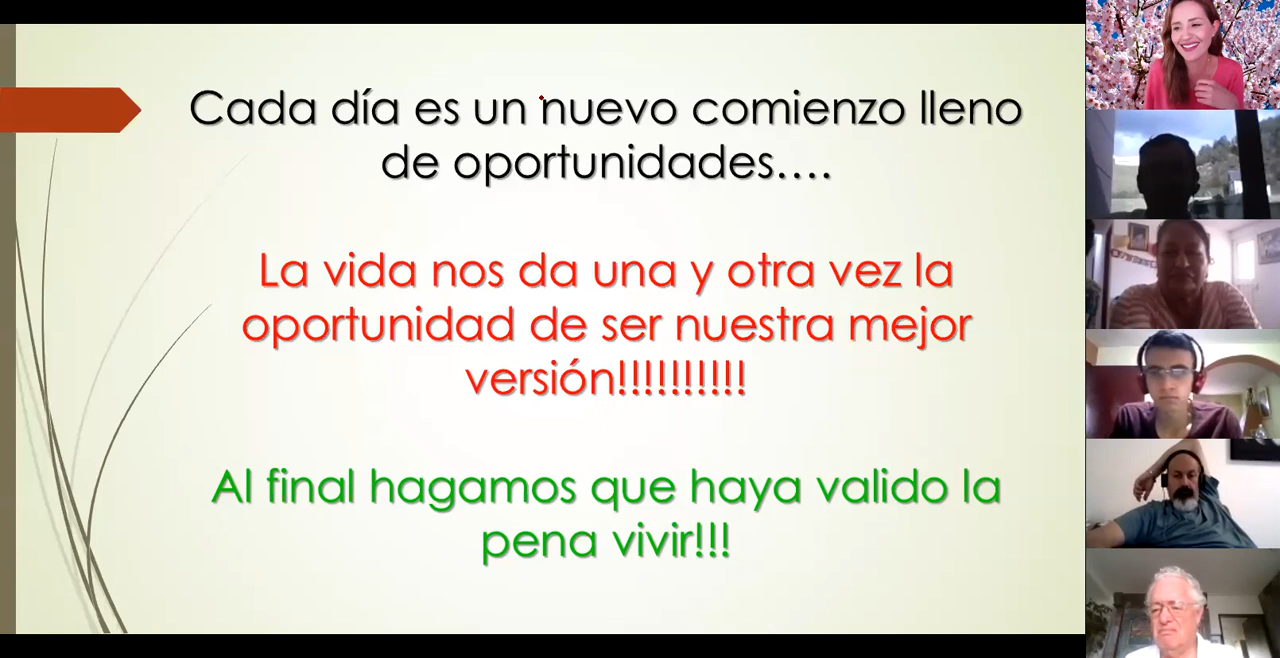 Cada día es un nuevo comienzo lleno
de oportunidades....
La vida nos da una y otra vez la
oportunidad de ser nuestra mejor
versión!!!!!!!!!!
Al final hagamos que haya valido la
pena vivir!!!